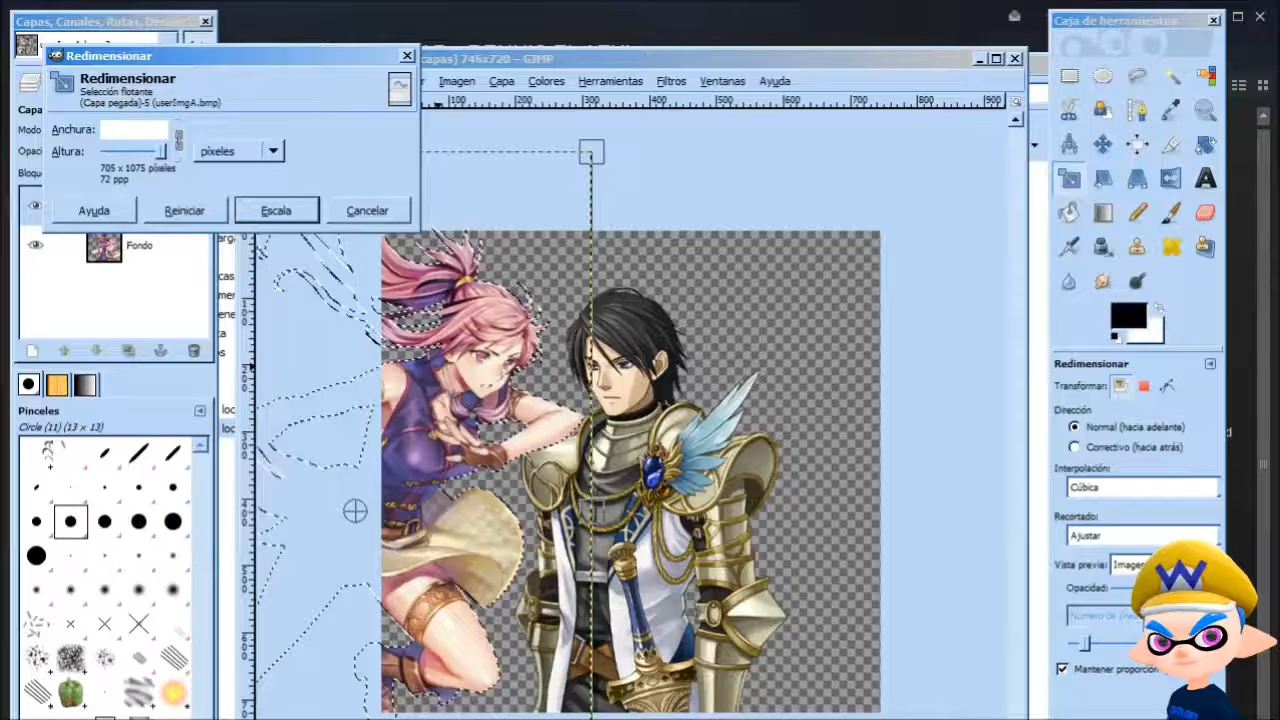 Capas, Canales, Rutas, Deshac
Redimensionar
Redimensionar
Selección flotante
(Capa pegada)-5 (userImgA.bmp)
Anchura:
Altura:
píxeles
705 x 1075 píxeles
72 ppp
Ayuda
Reiniciar
Escala
Cancelar
Capa
Modo
Opaci
Bloqu
Fondo
Pinceles
Circle (11) (13 × 13)
capas) 746x720 – GIMP
Imagen
Capa
Colores
Herramientas
Filtros
Ventanas
Ayuda
100
200
300
400
500
600
700
800
900
Caja de herramientas
Redimensionar
Transformar:
Dirección
Normal (hacia adelante)
Correctivo (hacia atrás)
Interpolación:
Cúbica
Recortado:
Ajustar
Vista previa:
Imagen
Opacidad:
Mantener proporción
W